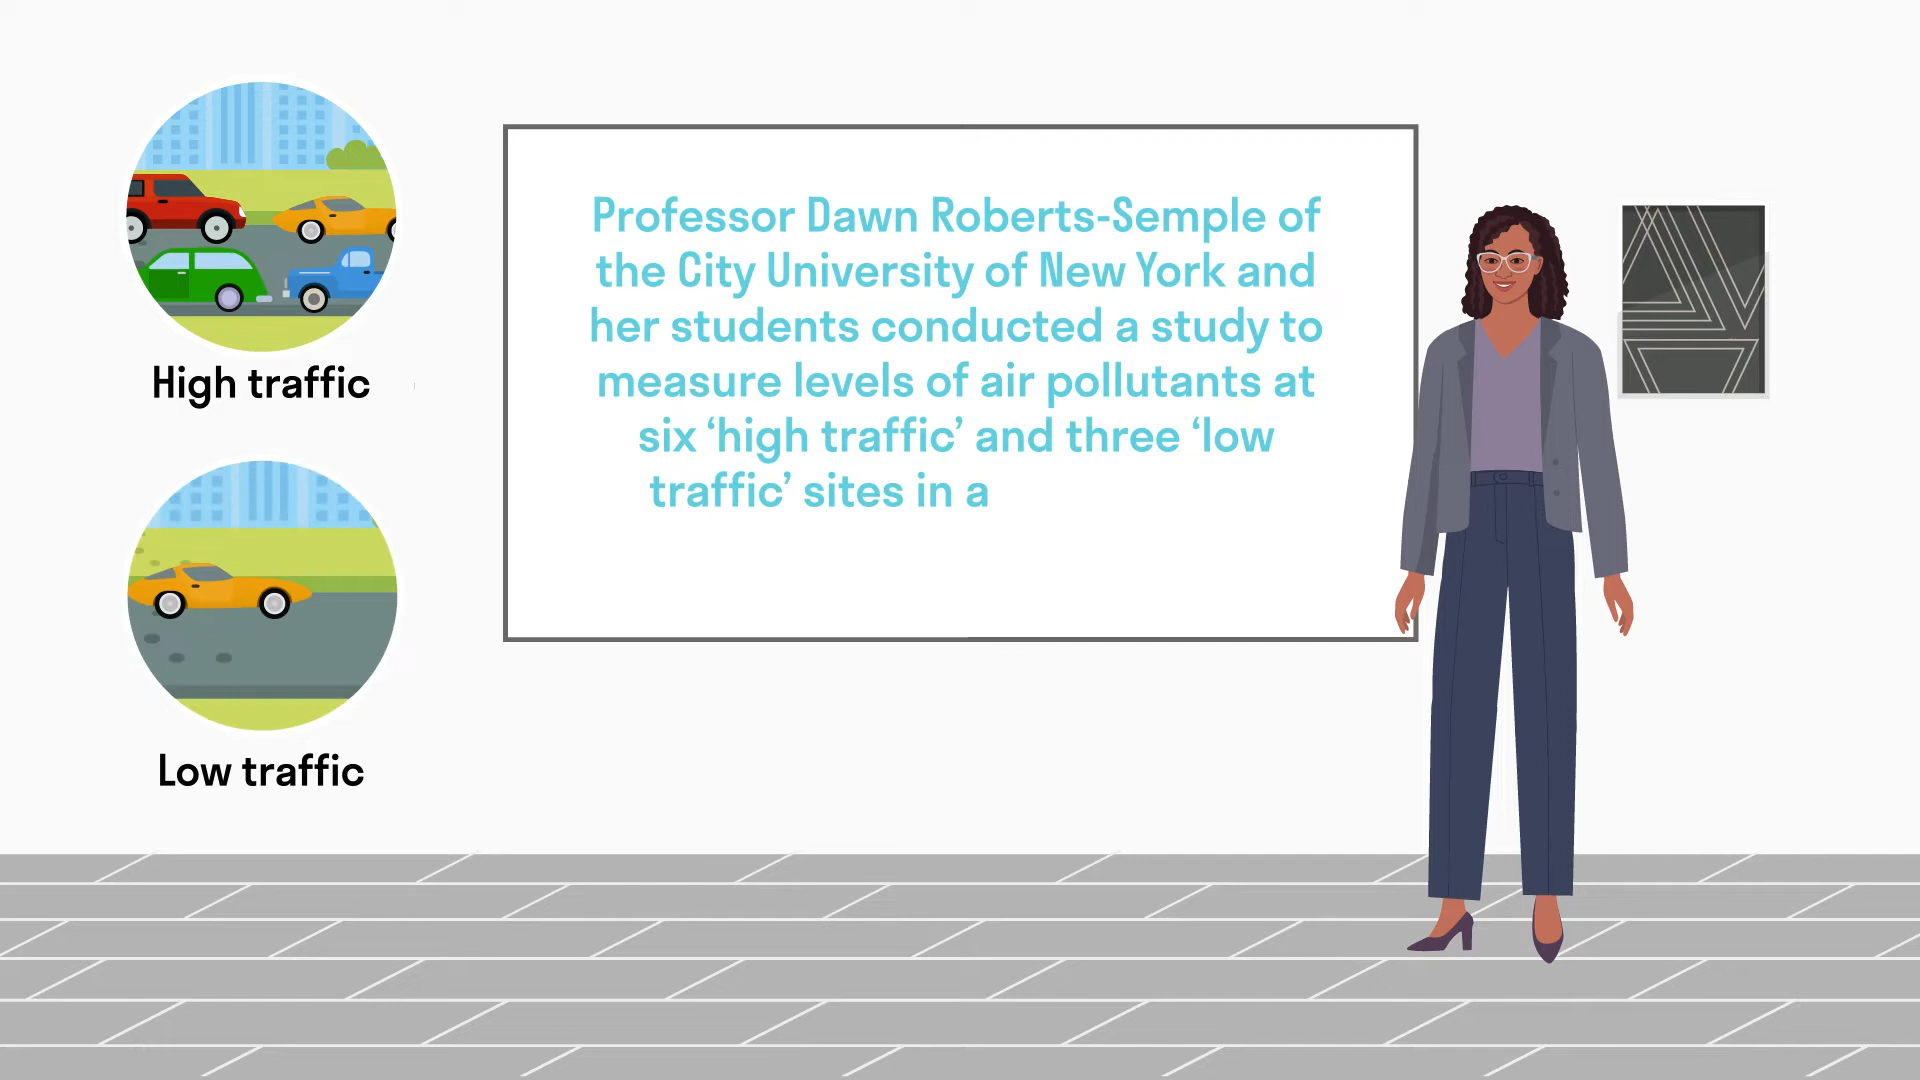 High traffic
Low traffic
Professor Dawn Roberts-Semple of
the City University of New York and
her students conducted a study to
measure levels of air pollutants at
six ‘high traffic’ and three ‘low
traffic’ sites in a